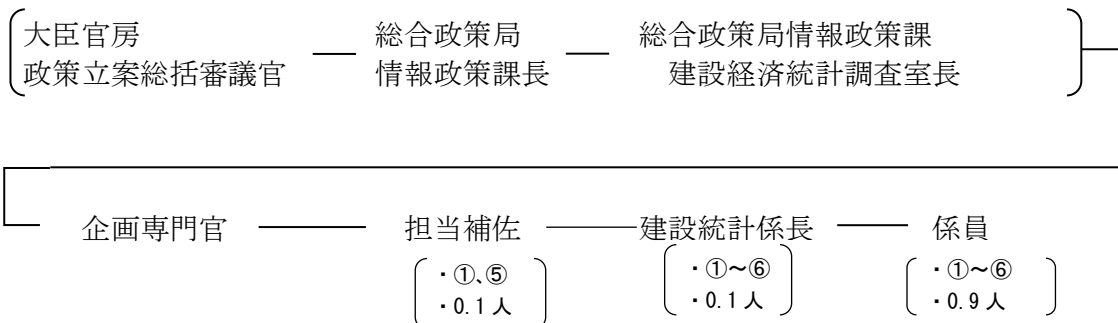 大臣官房
政策立案総括審議官
総合政策局
情報政策課長
総合政策局情報政策課
建設経済統計調査室長
企画専門官
担当補佐
・①、⑤
・0.1人
建設統計係長
・①～⑥
・0.1人
係員
・①～⑥
・0.9人